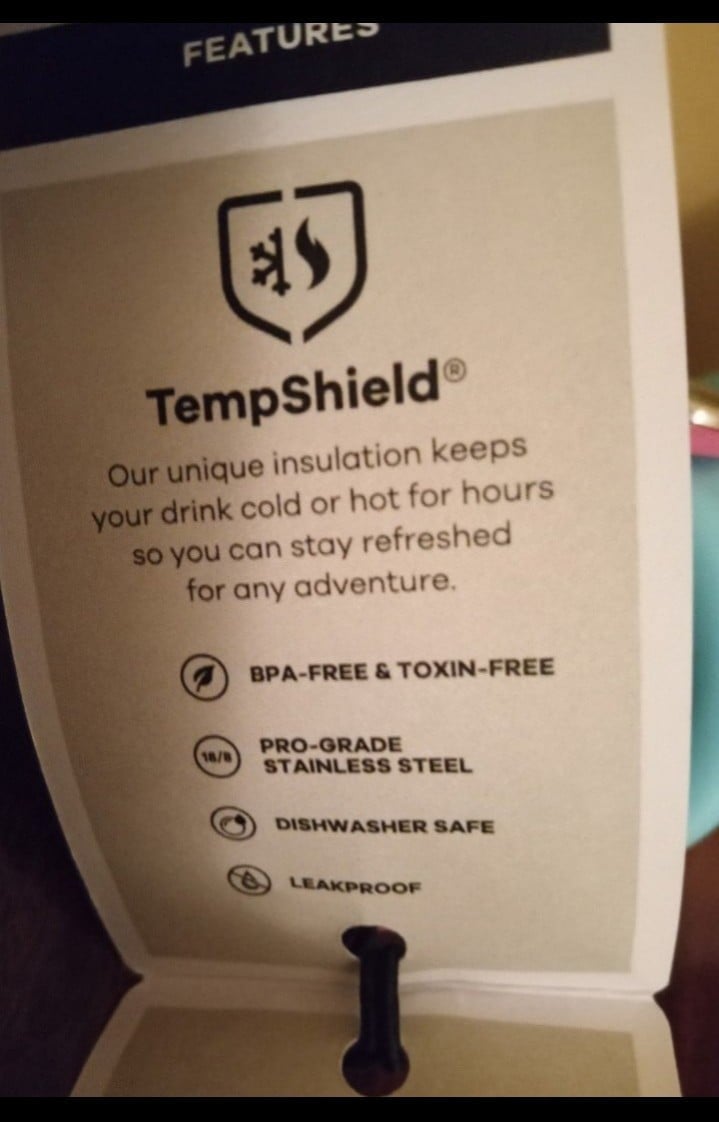 FEATURES
TempShield®
Our unique insulation keeps
your drink cold or hot for hours
so you can stay refreshed
for any adventure.
BPA-FREE & TOXIN-FREE
18/8
PRO-GRADE
STAINLESS STEEL
DISHWASHER SAFE
LEAKPROOF